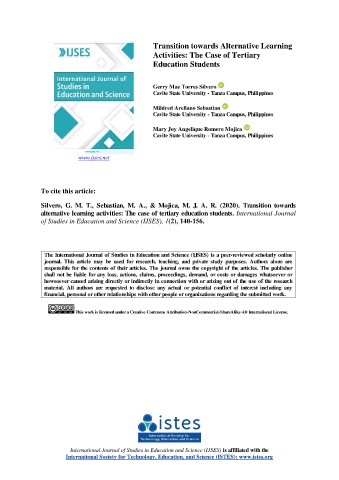 IJSES
International Journal of
Studies in
Education and Science
www.ijses.net
Transition towards Alternative Learning
Activities: The Case of Tertiary
Education Students
Gerry Mae Torres Silvero
Cavite State University - Tanza Campus, Philippines
Mildred Arellano Sebastian
Cavite State University - Tanza Campus, Philippines
Mary Joy Angelique Romero Mojica
Cavite State University - Tanza Campus, Philippines
To cite this article:
Silvero, G. M. T., Sebastian, M. A., & Mojica, M. J. A. R. (2020). Transition towards
alternative learning activities: The case of tertiary education students. International Journal
of Studies in Education and Science (IJSES), 1(2), 140-156.
The International Journal of Studies in Education and Science (IJSES) is a peer-reviewed scholarly online
journal. This article may be used for research, teaching, and private study purposes. Authors alone are
responsible for the contents of their articles. The journal owns the copyright of the articles. The publisher
shall not be liable for any loss, actions, claims, proceedings, demand, or costs or damages whatsoever or
howsoever caused arising directly or indirectly in connection with or arising out of the use of the research
material. All authors are requested to disclose any actual or potential conflict of interest including any
financial, personal or other relationships with other people or organizations regarding the submitted work.
This work is licensed under a Creative Commons Attribution-NonCommercial-ShareAlike 4.0 International License.
istes
International Society for
Technology, Education and Science
International Journal of Studies in Education and Science (IJSES) is affiliated with the
International Society for Technology, Education, and Science (ISTES): www.istes.org